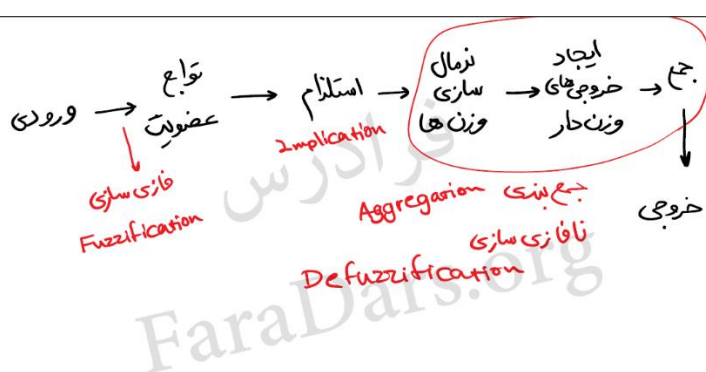 ورودی → توابع عضویت → استلزام → نرمال سازی وزن ها → ایجاد خروجی‌های وزن دار → جمع
خروجی
فازی سازی
Fuzzification
Implication
جمع بندی Aggregation
نافازی سازی
Defuzzification
فرادرس
FaraDars.org